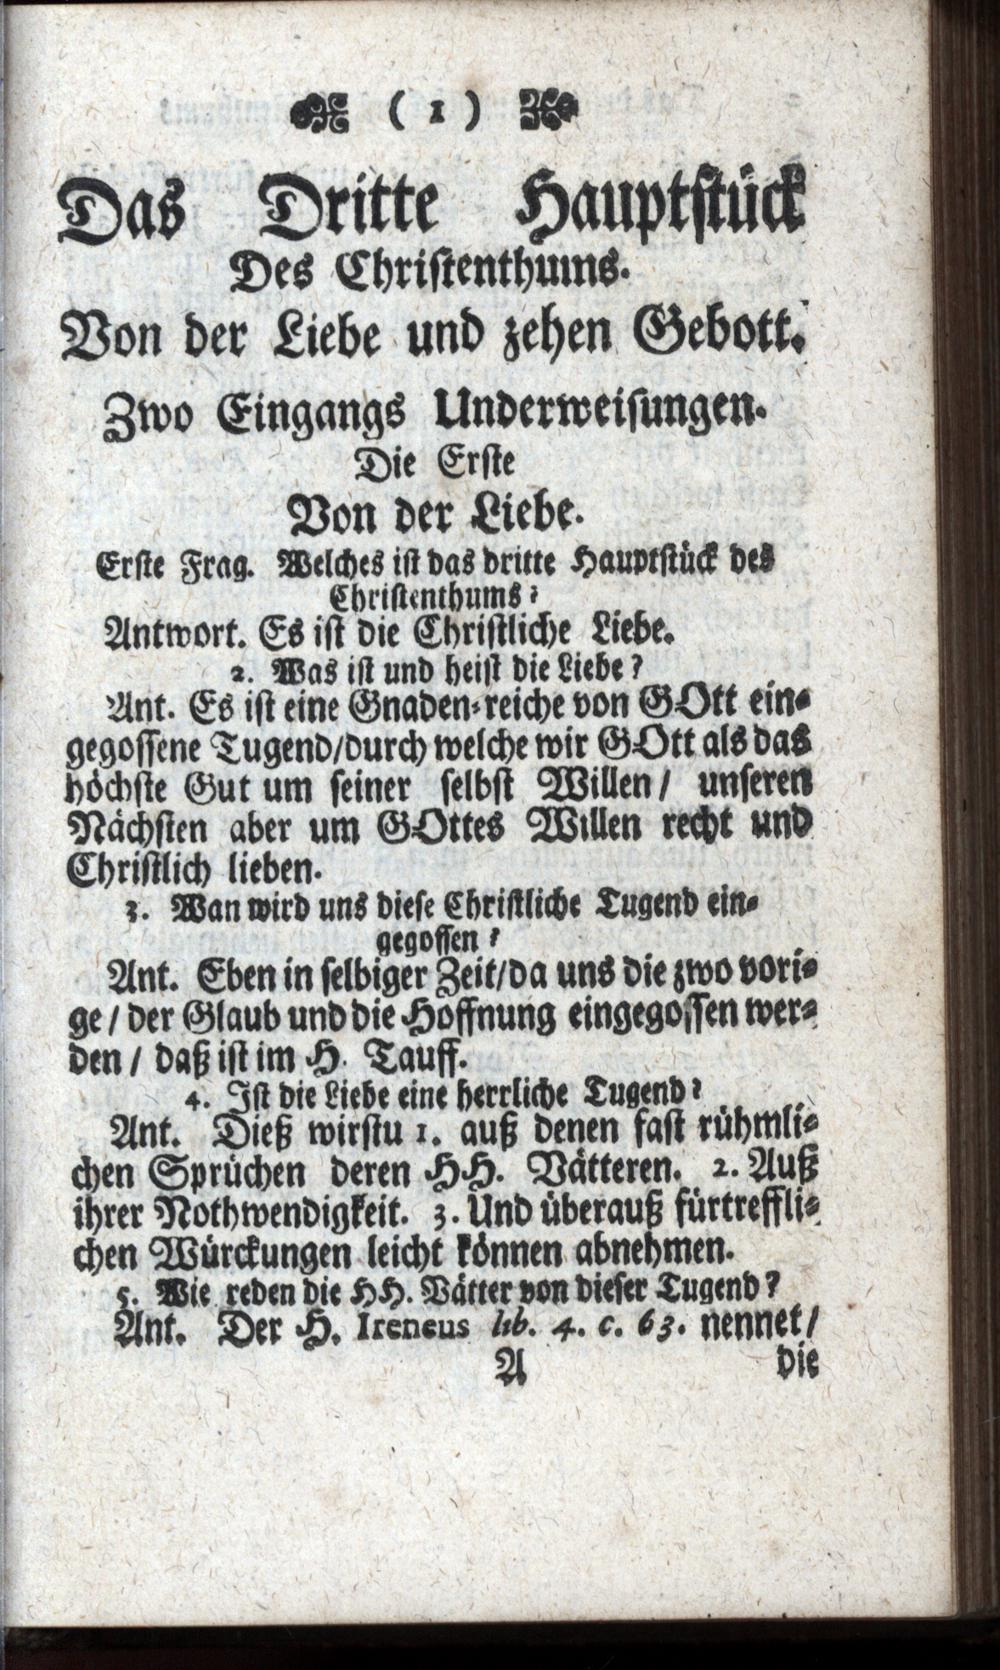 ( 1 )
Das Dritte Hauptstück
Des Christenthums.
Von der Liebe und zehen Gebott.
Zwo Eingangs Underweisungen.
Die Erste
Von der Liebe.
Erste Frag. Welches ist das dritte Hauptstück des
Christenthums?
Antwort. Es ist die Christliche Liebe.
2. Was ist und heist die Liebe?
Ant. Es ist eine Gnaden-reiche von GOtt ein-
gegossene Tugend/durch welche wir GOtt als das
höchste Gut um seiner selbst Willen/ unseren
Nächsten aber um GOttes Willen recht und
Christlich lieben.
3. Wan wird uns diese Christliche Tugend ein-
gegossen?
Ant. Eben in selbiger Zeit/da uns die zwo vori-
ge/ der Glaub und die Hoffnung eingegossen wer-
den/ daß ist im H. Tauff.
4. Ist die Liebe eine herrliche Tugend?
Ant. Dieß wirstu 1. auß denen fast rühmli-
chen Sprüchen deren HH. Vätteren. 2. Auß
ihrer Nothwendigkeit. 3. Und überauß fürtreffli-
chen Würckungen leicht können abnehmen.
5. Wie reden die HH. Vätter von dieser Tugend?
Ant. Der H. Ireneus lib. 4. c. 63. nennet/
A die